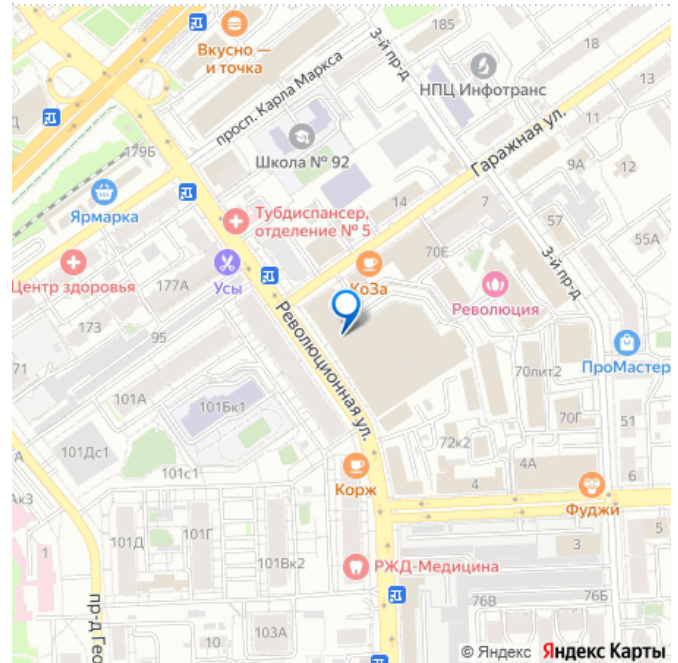 185
18
Вкусно —
и точка
3-й пр-д
НПЦ Инфотранс
13
просп. Карла Маркса
Гаражная ул.
11
Д
179Б
Школа № 92
9А
12
Ярмарка
14
7
57
Тубдиспансер,
отделение № 5
55А
70Е
3-й пр-д
Центр здоровья
177А
Усы
КоЗа
Революция
173
95
Революционная ул.
ПроМастер
71
70лит2
101А
101Бк1
70Г
51
72к2
101Дс1
А
101с1
4А
6
Ак3
Корж
4
Фуджи
101Д
101Г
5
1
3
101Вк2
РЖД-Медицина
пр-д Гео
76В
76Б
10
103А
© Яндекс Яндекс Карты